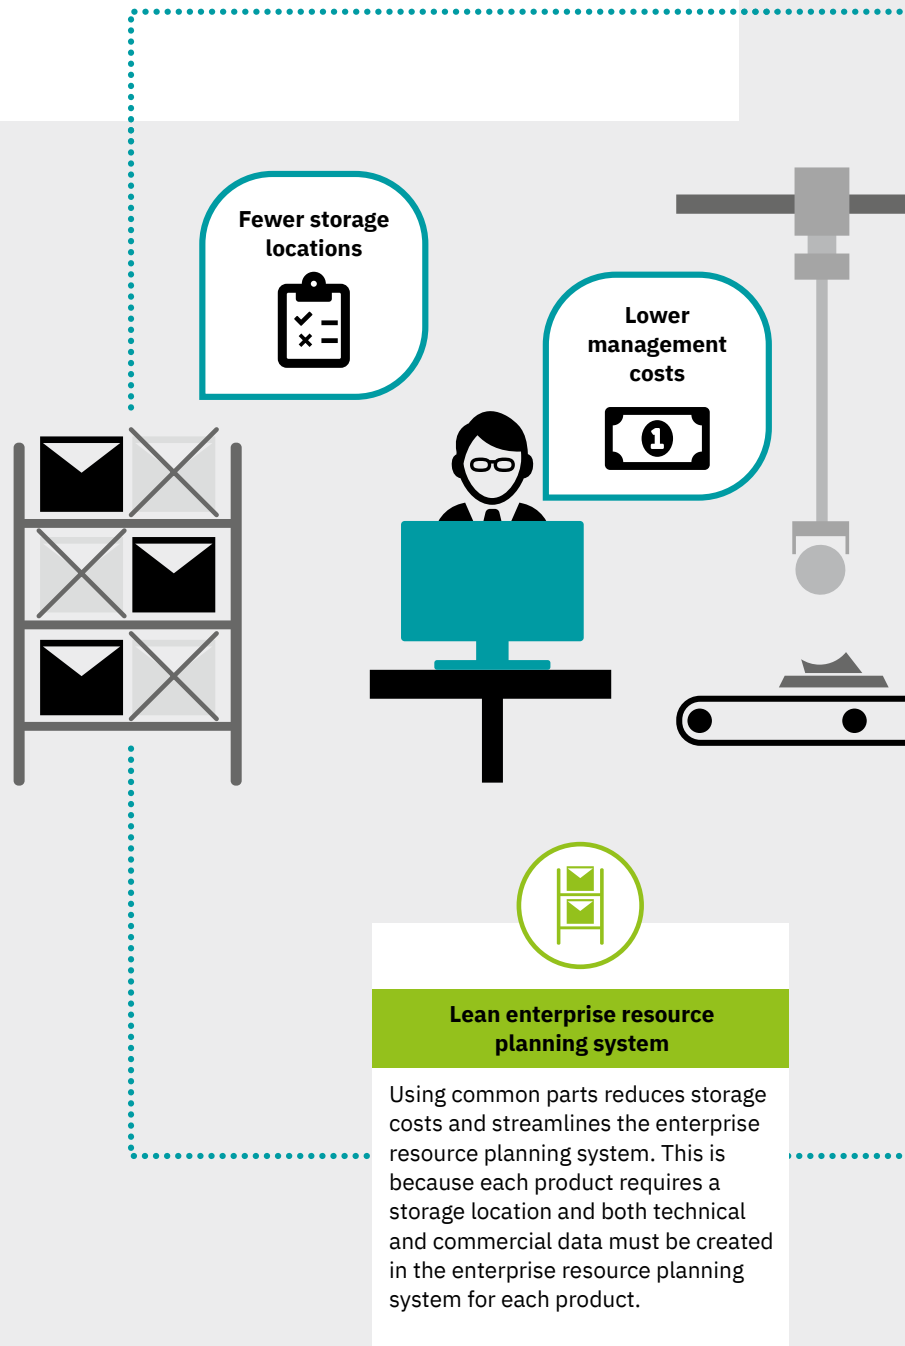 Fewer storage
locations
Lower
management
costs
1
Lean enterprise resource
planning system
Using common parts reduces storage
costs and streamlines the enterprise
resource planning system. This is
because each product requires a
storage location and both technical
and commercial data must be created
in the enterprise resource planning
system for each product.